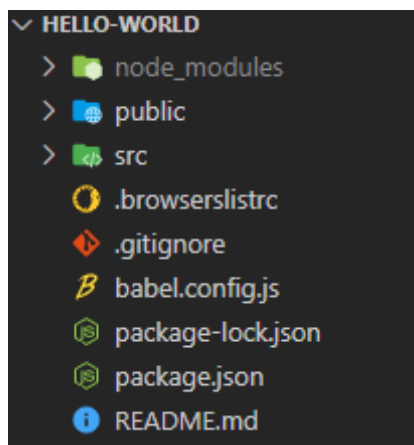 HELLO-WORLD
node_modules
public
src
.browserslistrc
.gitignore
babel.config.js
package-lock.json
package.json
README.md